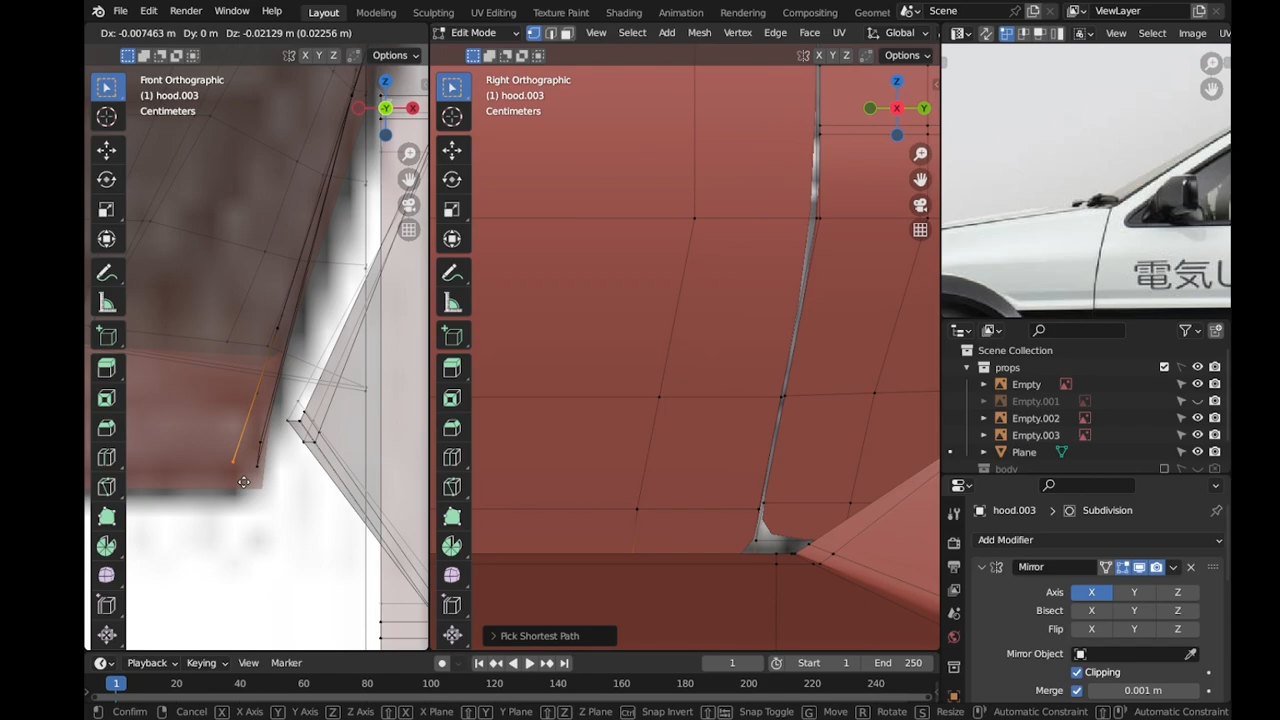 File Edit Render Window Help Layout Modeling Sculpting UV Editing Texture Paint Shading Animation Rendering Compositing Geomet Scene ViewLayer
Dx: -0.007463 m Dy: 0 m Dz: -0.02129 m (0.02256 m) Edit Mode View Select Add Mesh Vertex Edge Face UV Global View Select Image UV
X Y Z Options X Y Z Options
Front Orthographic
(1) hood.003
Centimeters
Z
Y
X
Right Orthographic
(1) hood.003
Centimeters
Z
X
Y
電気し
Scene Collection
props
Empty
Empty.001
Empty.002
Empty.003
Plane
body
hood.003 Subdivision
Add Modifier
Mirror
Axis X Y Z
Bisect X Y Z
Flip X Y Z
Mirror Object
Clipping
Merge 0.001 m
Pick Shortest Path
Playback Keying View Marker 1 Start 1 End 250
1 20 40 60 80 100 120 140 160 180 200 220 240
Confirm Cancel X X Axis Y Y Axis Z Z Axis X X Plane Y Y Plane Z Z Plane Ctrl Snap Invert Snap Toggle G Move R Rotate S Resize Automatic Constraint Automatic Constraint